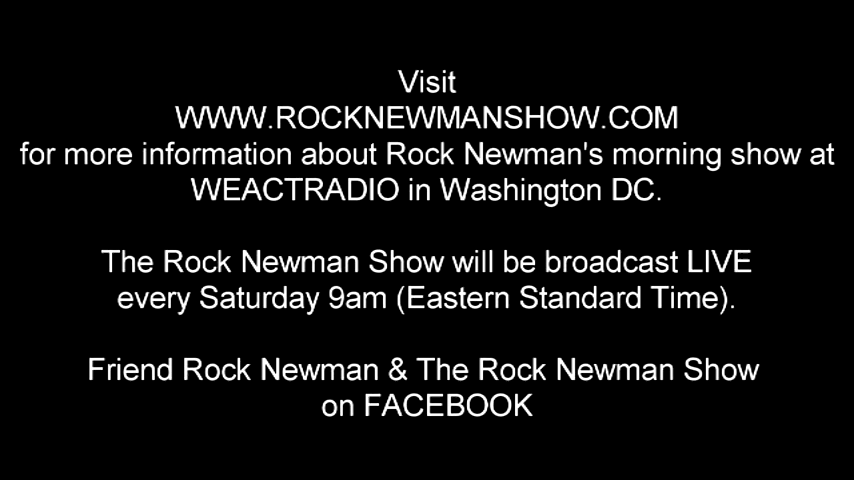 Visit
WWW.ROCKNEWMANSHOW.COM
for more information about Rock Newman's morning show at
WEACTRADIO in Washington DC.
The Rock Newman Show will be broadcast LIVE
every Saturday 9am (Eastern Standard Time).
Friend Rock Newman & The Rock Newman Show
on FACEBOOK